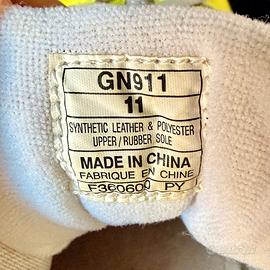 GN911
11
SYNTHETIC LEATHER & POLYESTER
UPPER / RUBBER SOLE
MADE IN CHINA
FABRIQUE EN CHINE
F360600 PY